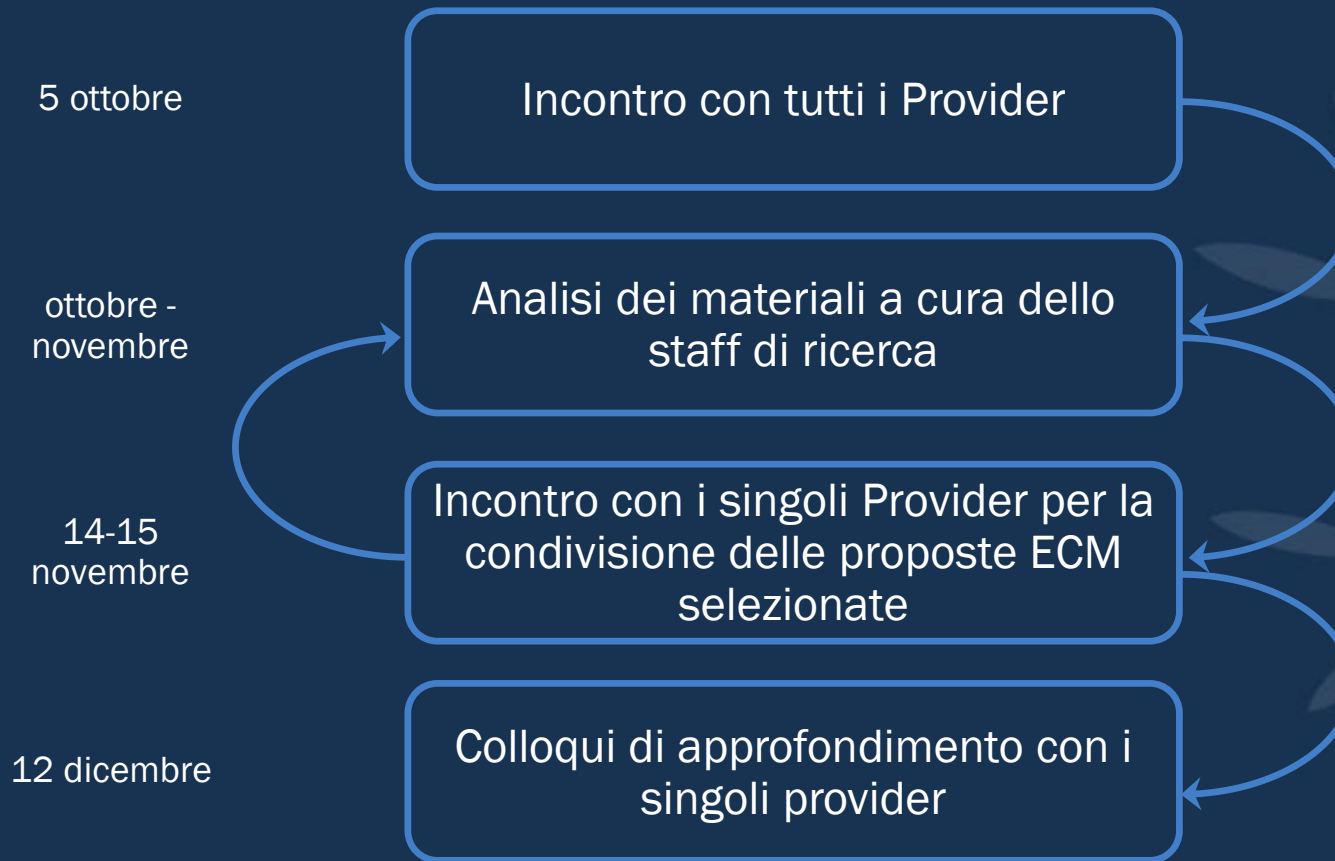 5 ottobre
Incontro con tutti i Provider
ottobre -
novembre
Analisi dei materiali a cura dello
staff di ricerca
14-15
novembre
Incontro con i singoli Provider per la
condivisione delle proposte ECM
selezionate
12 dicembre
Colloqui di approfondimento con i
singoli provider